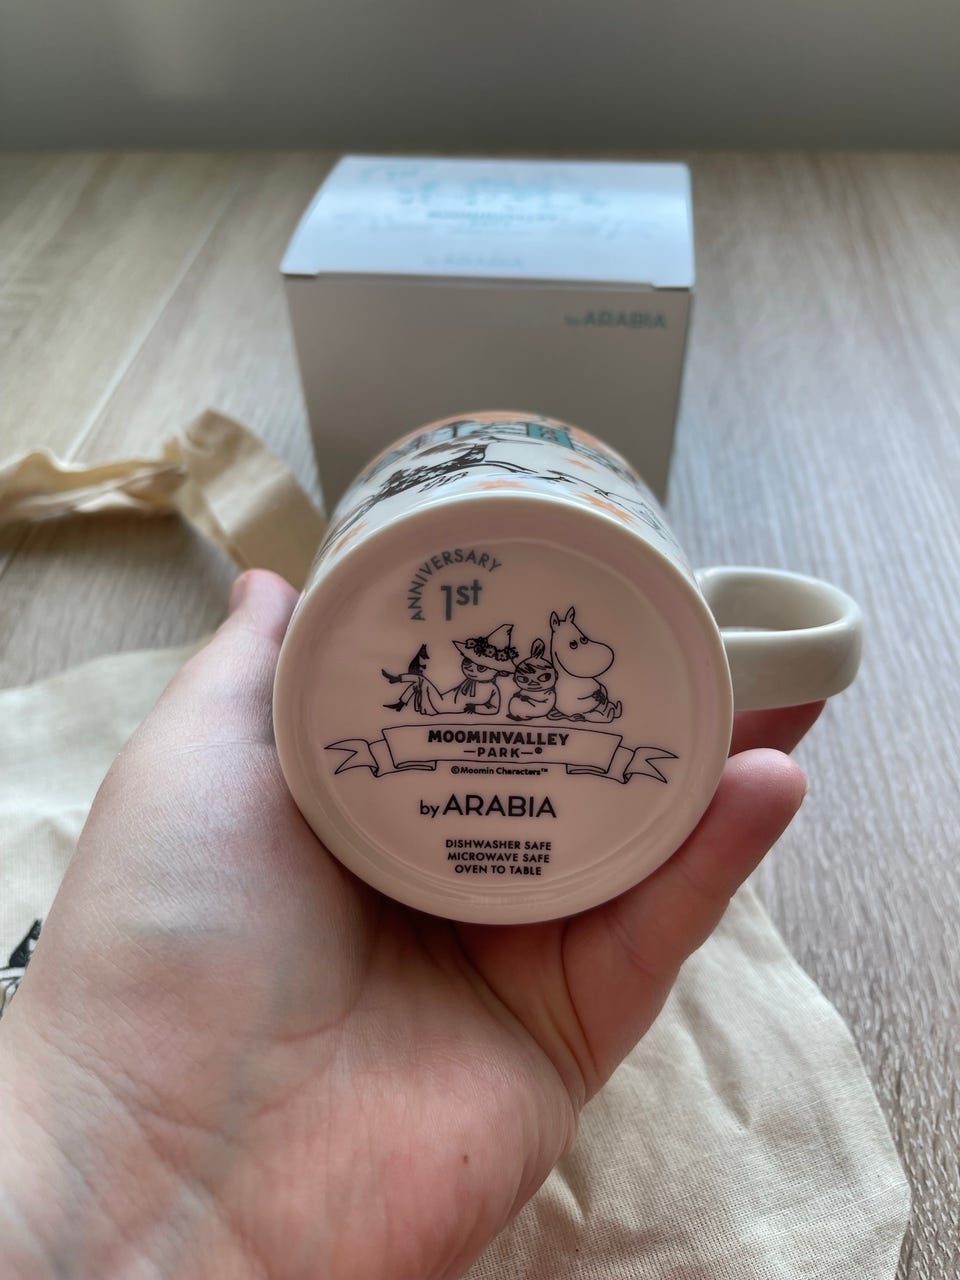 by ARABIA
ANNIVERSARY
1st
MOOMINVALLEY
—PARK—®
©Moomin Characters™
by ARABIA
DISHWASHER SAFE
MICROWAVE SAFE
OVEN TO TABLE